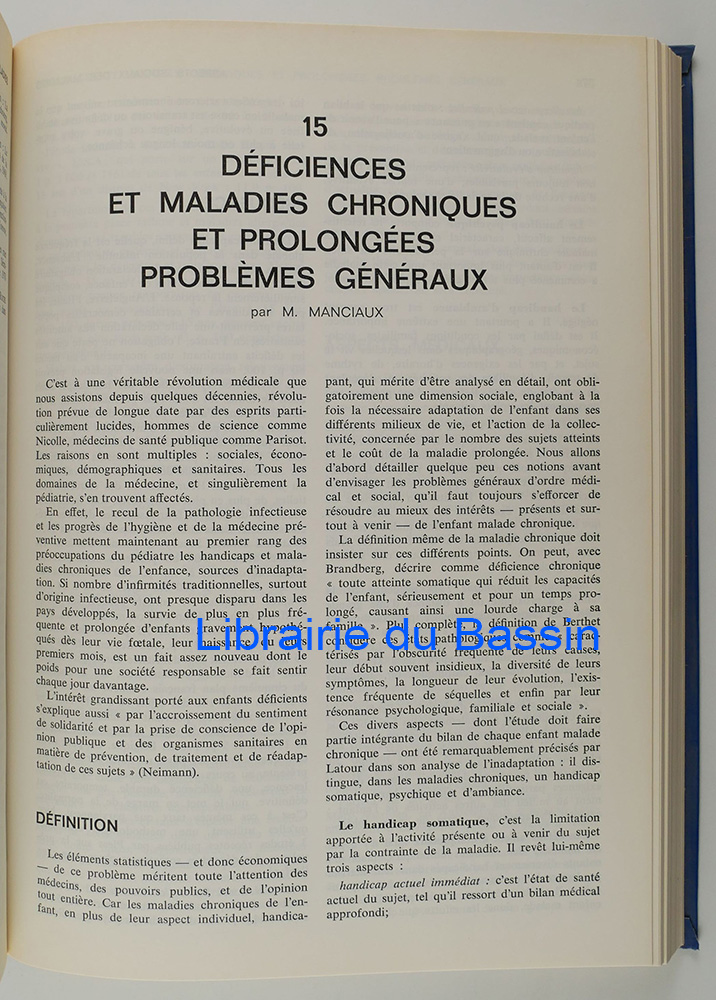 15
DÉFICIENCES
ET MALADIES CHRONIQUES
ET PROLONGÉES
PROBLÈMES GÉNÉRAUX
par M. MANCIAUX
C'est à une véritable révolution médicale que
nous assistons depuis quelques décennies, révolu-
tion prévue de longue date par des esprits parti-
culièrement lucides, hommes de science comme
Nicolle, médecins de santé publique comme Parisot.
Les raisons en sont multiples : sociales, écono-
miques, démographiques et sanitaires. Tous les
domaines de la médecine, et singulièrement la
pédiatrie, s'en trouvent affectés.
En effet, le recul de la pathologie infectieuse
et les progrès de l'hygiène et de la médecine pré-
ventive mettent maintenant au premier rang des
préoccupations du pédiatre les handicaps et mala-
dies chroniques de l'enfance, sources d'inadapta-
tion. Si nombre d'infirmités traditionnelles, surtout
d'origine infectieuse, ont presque disparu dans les
pays développés, la survie de plus en plus fré-
quente et prolongée d'enfants gravement hypothé-
qués dès leur vie fœtale, leur naissance ou leurs
premiers mois, est un fait assez nouveau dont le
poids pour une société responsable se fait sentir
chaque jour davantage.
L'intérêt grandissant porté aux enfants déficients
s'explique aussi « par l'accroissement du sentiment
de solidarité et par la prise de conscience de l'opi-
nion publique et des organismes sanitaires en
matière de prévention, de traitement et de réadap-
tation de ces sujets » (Neimann).
DÉFINITION
Les éléments statistiques — et donc économiques
— de ce problème méritent toute l'attention des
médecins, des pouvoirs publics, et de l'opinion
tout entière. Car les maladies chroniques de l'en-
fant, en plus de leur aspect individuel, handica-
pant, qui mérite d'être analysé en détail, ont obli-
gatoirement une dimension sociale, englobant à la
fois la nécessaire adaptation de l'enfant dans ses
différents milieux de vie, et l'action de la collec-
tivité, concernée par le nombre des sujets atteints
et le coût de la maladie prolongée. Nous allons
d'abord détailler quelque peu ces notions avant
d'envisager les problèmes généraux d'ordre médi-
cal et social, qu'il faut toujours s'efforcer de
résoudre au mieux des intérêts — présents et sur-
tout à venir — de l'enfant malade chronique.
La définition même de la maladie chronique doit
insister sur ces différents points. On peut, avec
Brandberg, décrire comme déficience chronique
« toute atteinte somatique qui réduit les capacités
de l'enfant, sérieusement et pour un temps pro-
longé, causant ainsi une lourde charge à sa
famille ». Plus complète, la définition de Berthet
considère des états pathologiques carac-
térisés par l'obscurité fréquente de leurs causes,
leur début souvent insidieux, la diversité de leurs
symptômes, la longueur de leur évolution, l'exis-
tence fréquente de séquelles et enfin par leur
résonance psychologique, familiale et sociale ».
Ces divers aspects — dont l'étude doit faire
partie intégrante du bilan de chaque enfant malade
chronique — ont été remarquablement précisés par
Latour dans son analyse de l'inadaptation : il dis-
tingue, dans les maladies chroniques, un handicap
somatique, psychique et d'ambiance.
Le handicap somatique, c'est la limitation
apportée à l'activité présente ou à venir du sujet
par la contrainte de la maladie. Il revêt lui-même
trois aspects :
handicap actuel immédiat : c'est l'état de santé
actuel du sujet, tel qu'il ressort d'un bilan médical
approfondi;
Librairie du Bassin